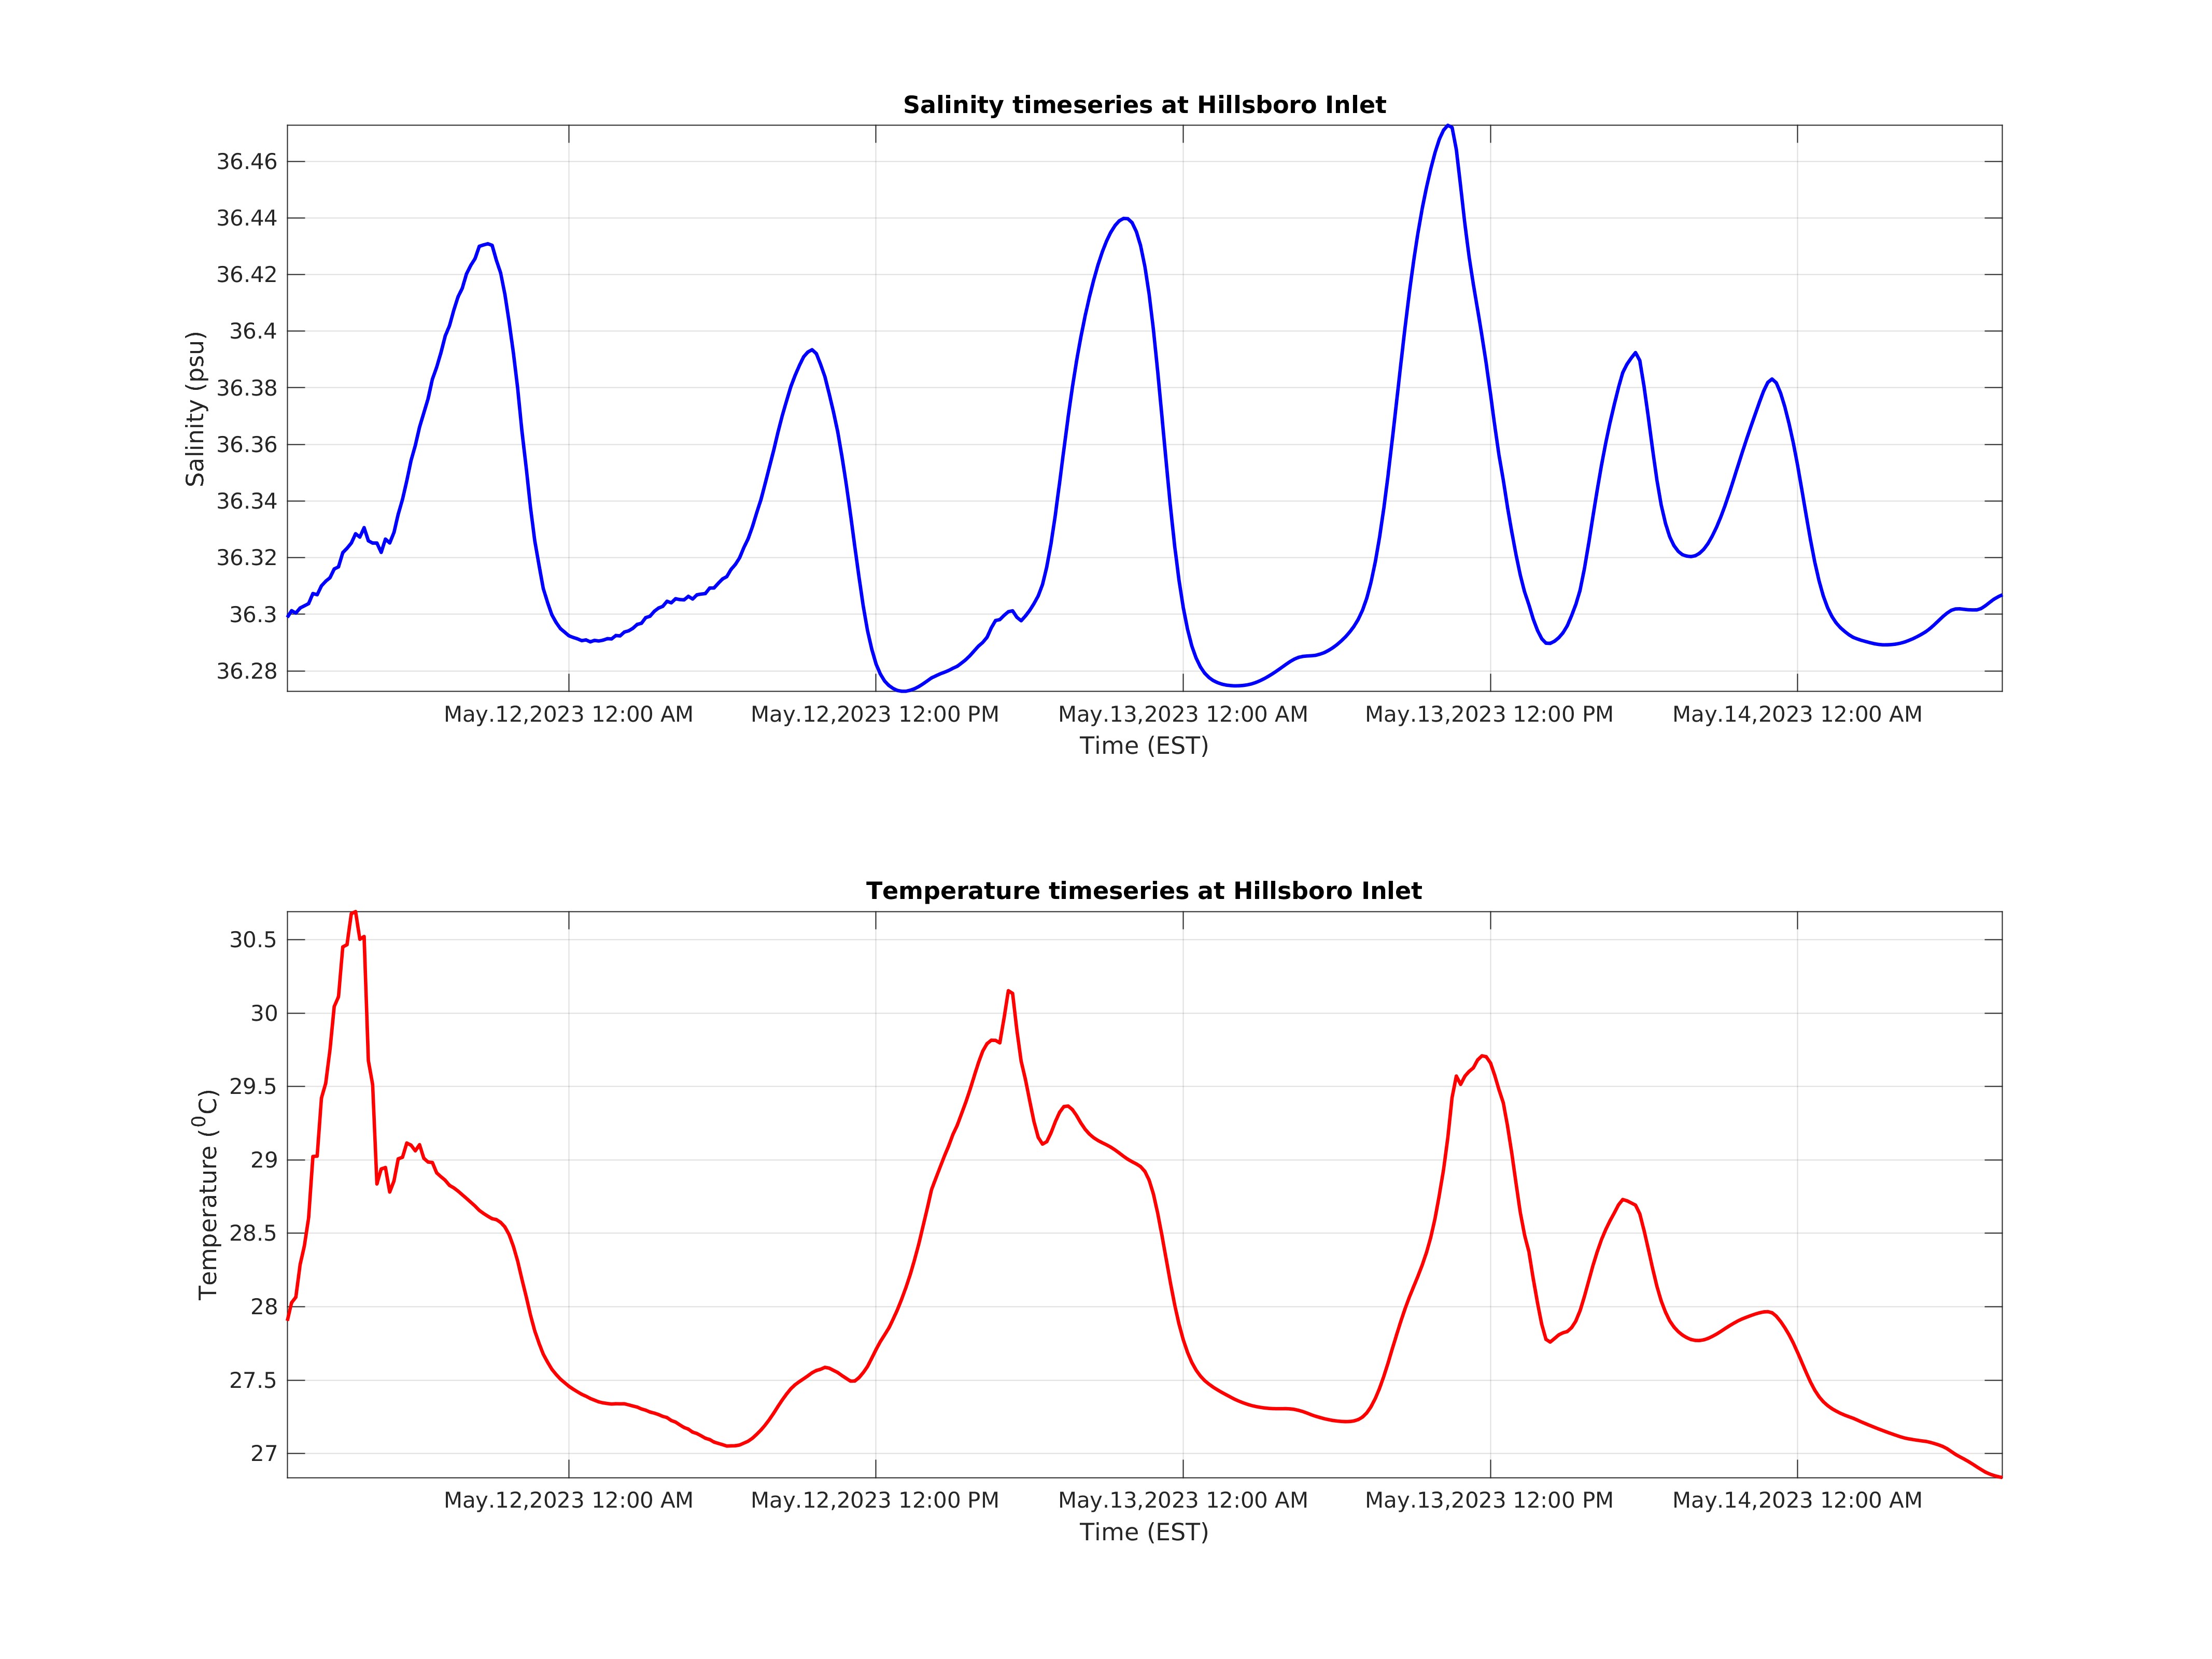 Salinity timeseries at Hillsboro Inlet
36.46
36.44
36.42
36.4
36.38
36.36
36.34
36.32
36.3
36.28
Salinity (psu)
May.12,2023 12:00 AM May.12,2023 12:00 PM May.13,2023 12:00 AM May.13,2023 12:00 PM May.14,2023 12:00 AM
Time (EST)
Temperature timeseries at Hillsboro Inlet
30.5
30
29.5
29
28.5
28
27.5
27
Temperature (⁰C)
May.12,2023 12:00 AM May.12,2023 12:00 PM May.13,2023 12:00 AM May.13,2023 12:00 PM May.14,2023 12:00 AM
Time (EST)